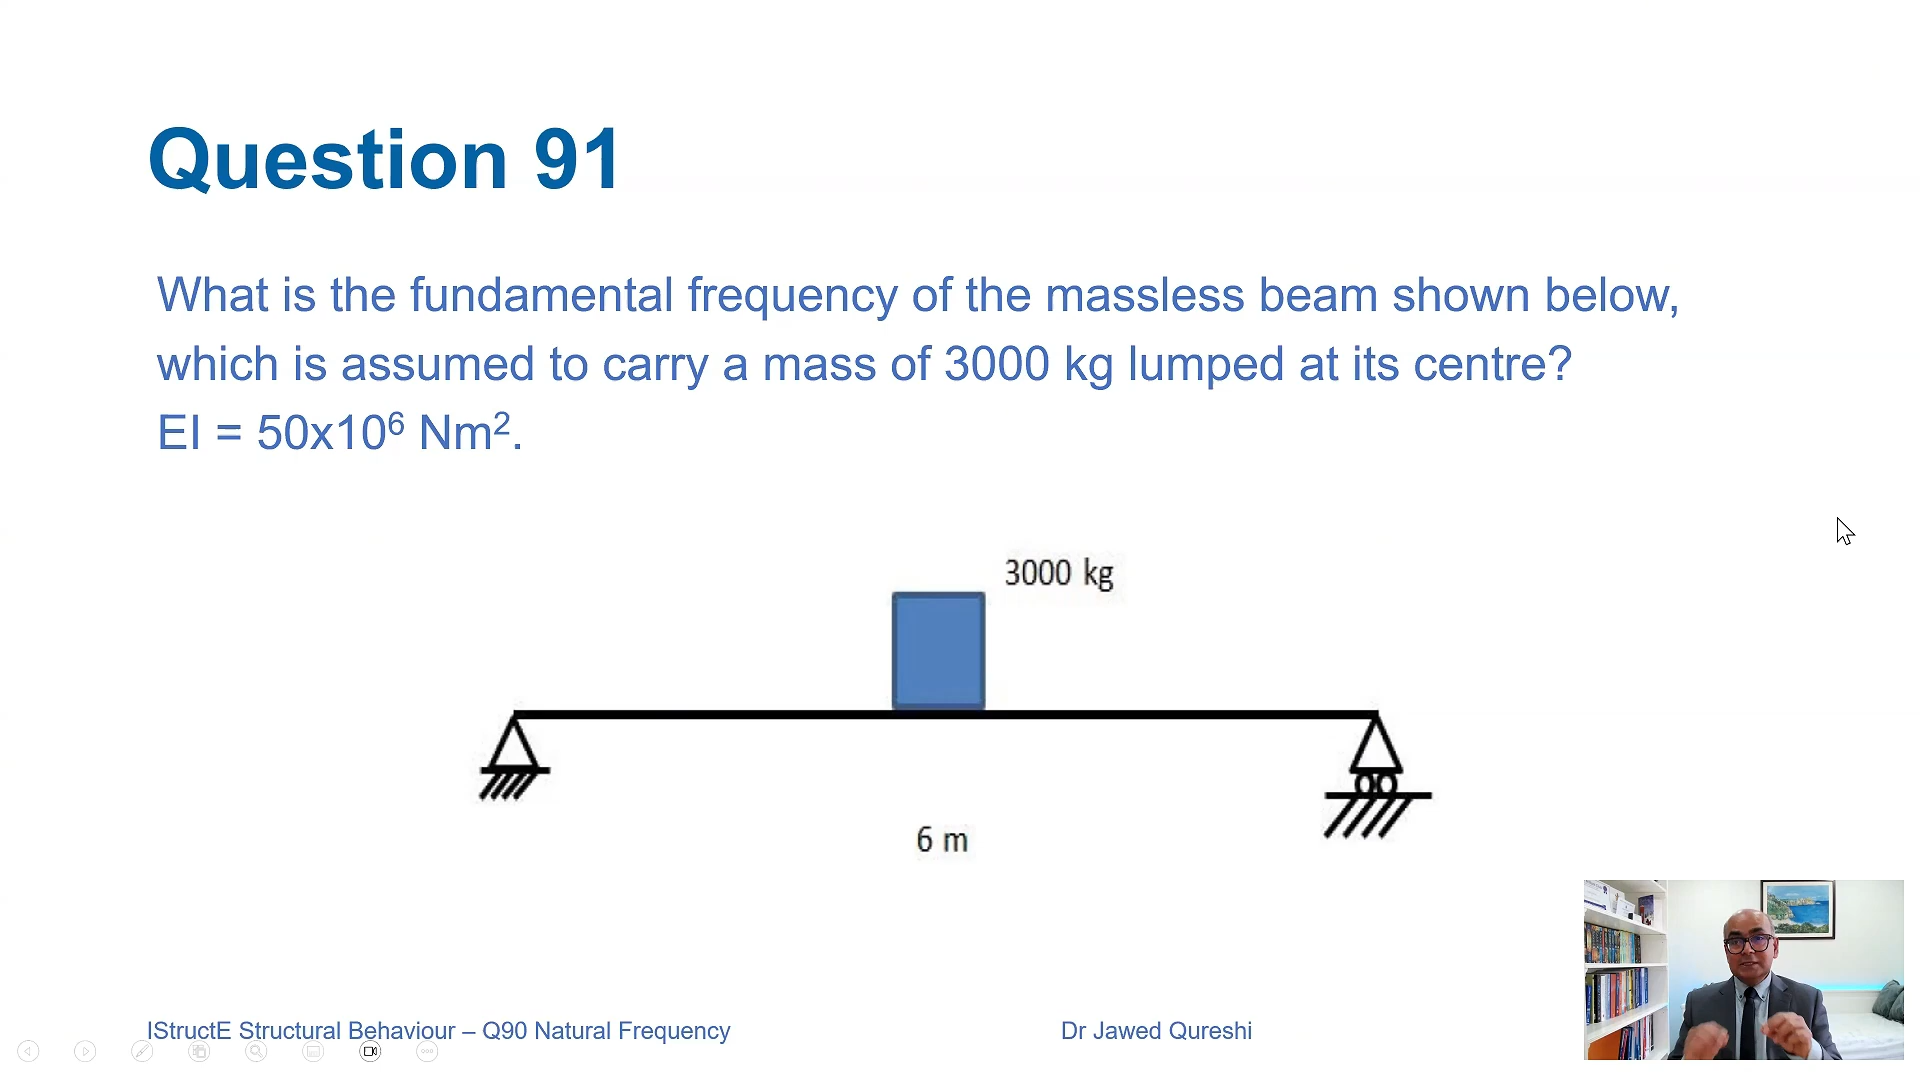 Question 91
What is the fundamental frequency of the massless beam shown below,
which is assumed to carry a mass of 3000 kg lumped at its centre?
EI = 50x10⁶ Nm².
3000 kg
6 m
IStructE Structural Behaviour – Q90 Natural Frequency
Dr Jawed Qureshi